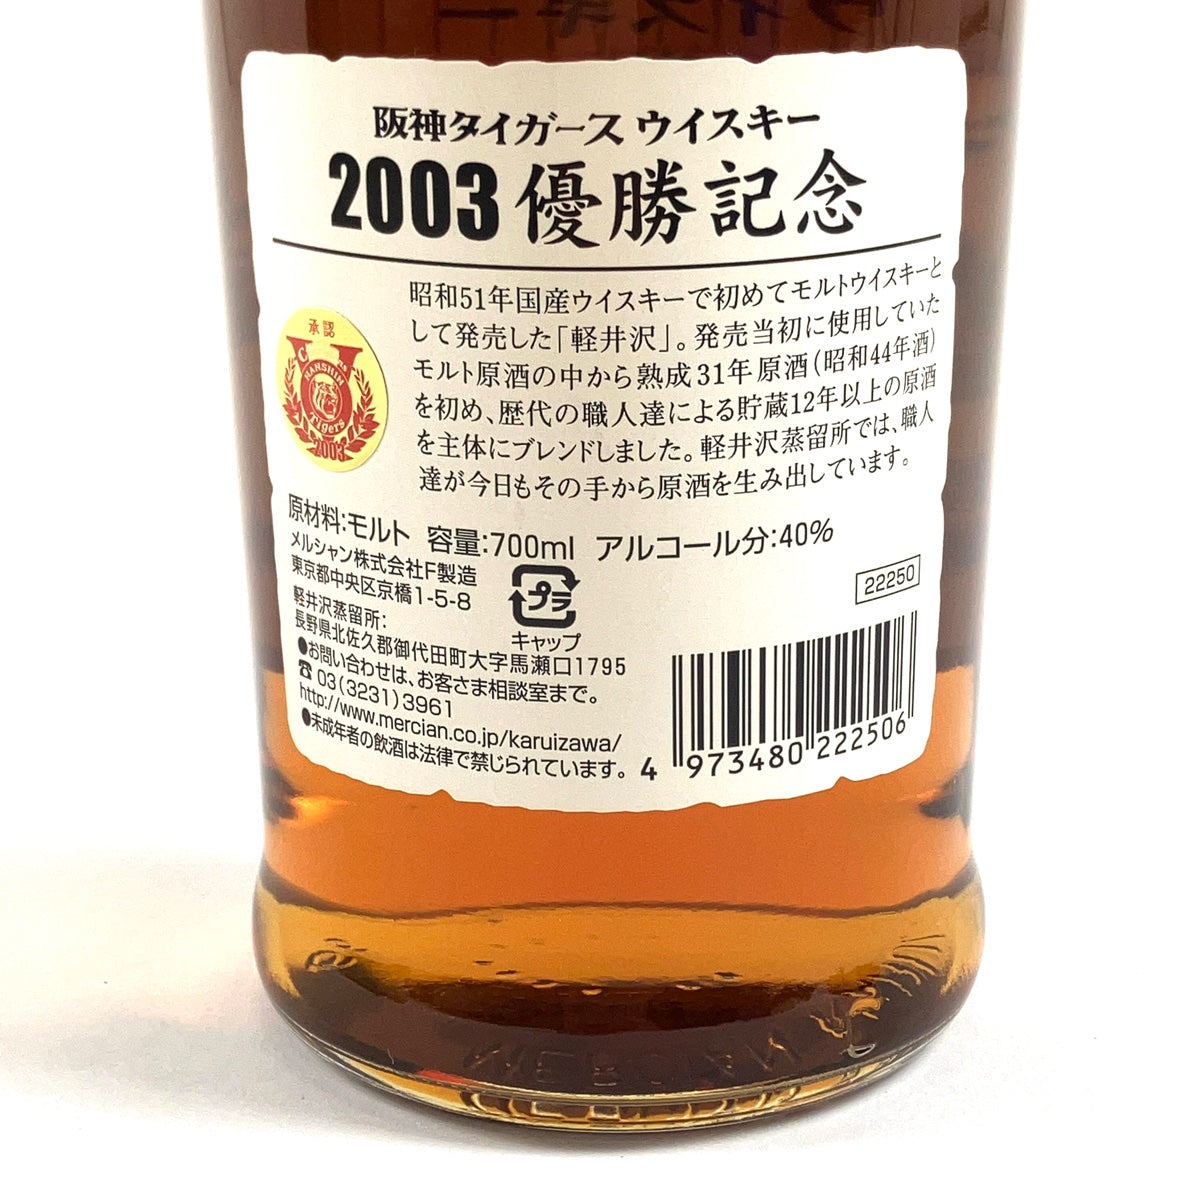 阪神タイガース ウイスキー
2003 優勝記念
昭和51年国産ウイスキーで初めてモルトウイスキーと
して発売した「軽井沢」。発売当初に使用していた
モルト原酒の中から熟成31年原酒(昭和44年酒)
を初め、歴代の職人達による貯蔵12年以上の原酒
を主体にブレンドしました。軽井沢蒸留所では、職人
達が今日もその手から原酒を生み出しています。
承認
HANSHIN
Tigers
2003
原材料:モルト 容量:700ml アルコール分:40%
メルシャン株式会社F製造
東京都中央区京橋1-5-8
プラ
キャップ
22250
軽井沢蒸留所:
長野県北佐久郡御代田町大字馬瀬口1795
●お問い合わせは、お客さま相談室まで。
☎03(3231)3961
http://www.mercian.co.jp/karuizawa/
●未成年者の飲酒は法律で禁じられています。
4 973480 222506